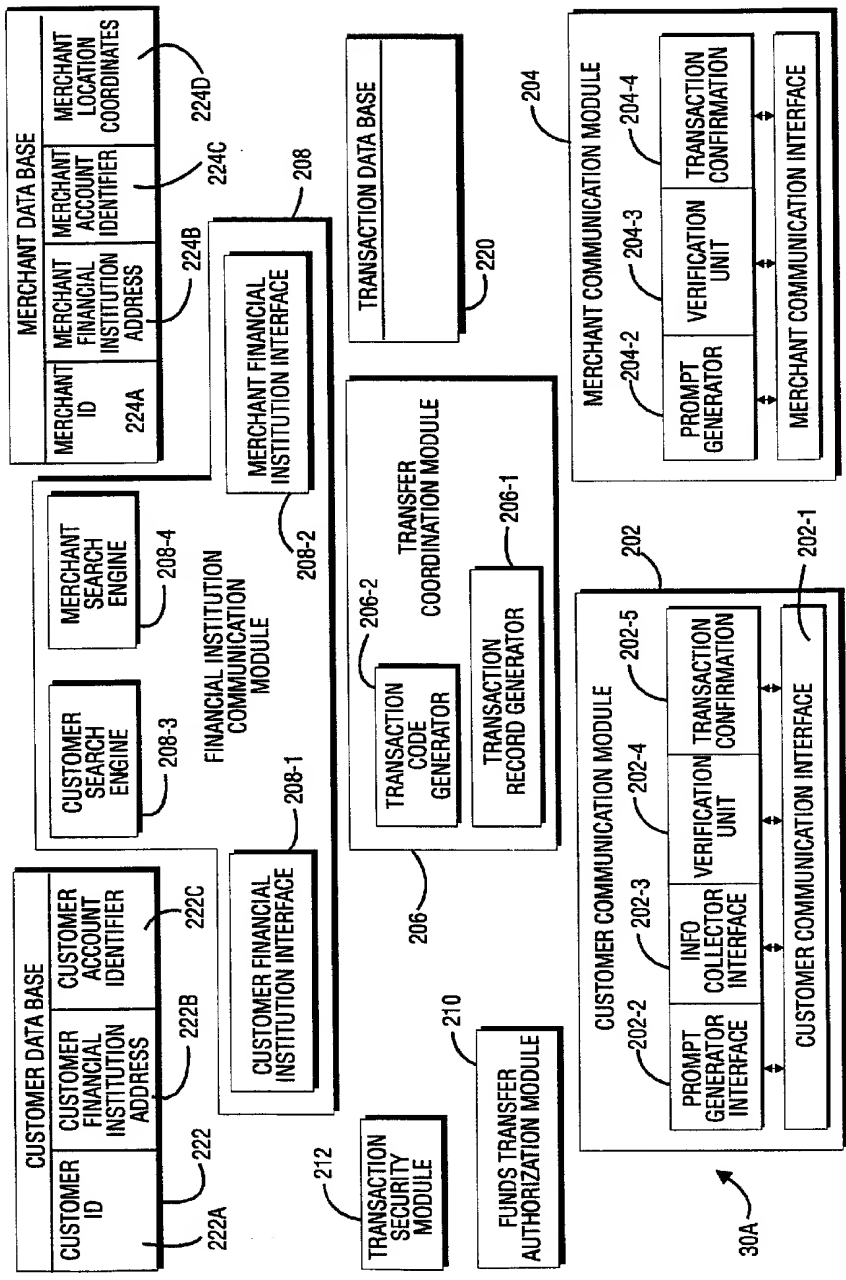 CUSTOMER DATA BASE
CUSTOMER
ID
CUSTOMER
FINANCIAL
INSTITUTION
ADDRESS
CUSTOMER
ACCOUNT
IDENTIFIER
222A
222
222B
222C
CUSTOMER
SEARCH
ENGINE
208-3
MERCHANT
SEARCH
ENGINE
208-4
FINANCIAL INSTITUTION
COMMUNICATION
MODULE
208-1
CUSTOMER FINANCIAL
INSTITUTION INTERFACE
208-2
MERCHANT FINANCIAL
INSTITUTION INTERFACE
208
MERCHANT DATA BASE
MERCHANT
ID
224A
MERCHANT
FINANCIAL
INSTITUTION
ADDRESS
224B
MERCHANT
ACCOUNT
IDENTIFIER
224C
MERCHANT
LOCATION
COORDINATES
224D
212
TRANSACTION
SECURITY
MODULE
210
FUNDS TRANSFER
AUTHORIZATION MODULE
206
206-2
TRANSACTION
CODE
GENERATOR
TRANSFER
COORDINATION MODULE
206-1
TRANSACTION
RECORD GENERATOR
TRANSACTION DATA BASE
220
30A
CUSTOMER COMMUNICATION MODULE
202
202-2
202-3
202-4
202-5
PROMPT
GENERATOR
INTERFACE
INFO
COLLECTOR
INTERFACE
VERIFICATION
UNIT
TRANSACTION
CONFIRMATION
CUSTOMER COMMUNICATION INTERFACE
202-1
MERCHANT COMMUNICATION MODULE
204
204-2
204-3
204-4
PROMPT
GENERATOR
VERIFICATION
UNIT
TRANSACTION
CONFIRMATION
MERCHANT COMMUNICATION INTERFACE